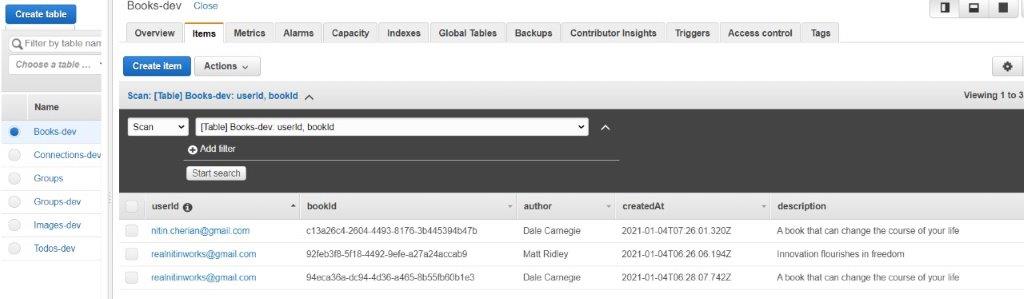 Create table
Books-dev Close
Overview Items Metrics Alarms Capacity Indexes Global Tables Backups Contributor Insights Triggers Access control Tags
Filter by table nam
Choose a table ...
Create item Actions
Scan: [Table] Books-dev: userId, bookId Viewing 1 to 3
Name
Books-dev
Connections-dev
Groups
Groups-dev
Images-dev
Todos-dev
Scan [Table] Books-dev: userId, bookId
Add filter
Start search
userId bookId author createdAt description
nitin.cherian@gmail.com c13a26c4-2604-4493-8176-3b445394b47b Dale Carnegie 2021-01-04T07:26:01.320Z A book that can change the course of your life
realnitinworks@gmail.com 92feb3f8-5f18-4492-9efe-a27a24accab9 Matt Ridley 2021-01-04T06:26:06.194Z Innovation flourishes in freedom
realnitinworks@gmail.com 94eca36a-dc94-4d36-a465-8b55fb60b1e3 Dale Carnegie 2021-01-04T06:28:07.742Z A book that can change the course of your life